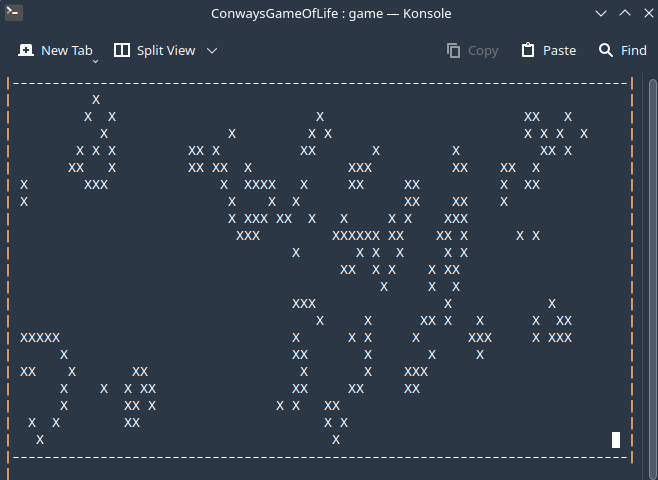 ConwaysGameOfLife : game — Konsole
New Tab Split View Copy Paste Find
|-----------------------------------------------------------------------------|
|          X                                                                  |
|         X  X                         X                         XX   X       |
|           X               X         X X                        X X X  X     |
|        X X X         XX X          XX       X         X          XX X       |
|       XX   X         XX XX  X            XXX          XX    XX  X           |
| X       XXX              X  XXXX   X     XX     XX          X  XX           |
| X                         X    X  X             XX    XX    X               |
|                           X XXX XX  X   X     X X    XXX                    |
|                            XXX         XXXXXX XX    XX X      X X           |
|                                   X       X X  X     X X                    |
|                                         XX  X X    X XX                     |
|                                              X     X  X                     |
|                                   XXX                X            X         |
|                                      X     X      XX X   X      X  XX       |
| XXXXX                             X      X X     X      XXX     X XXX       |
|      X                            XX       X       X     X                  |
| XX    X       XX                   X       X    XXX                         |
|      X    X  X XX                 XX     XX     XX                          |
|      X       XX X               X X   XX                                    |
|  X  X        XX                       X X                                   |
|   X                                    X                                    |
|-----------------------------------------------------------------------------|
|